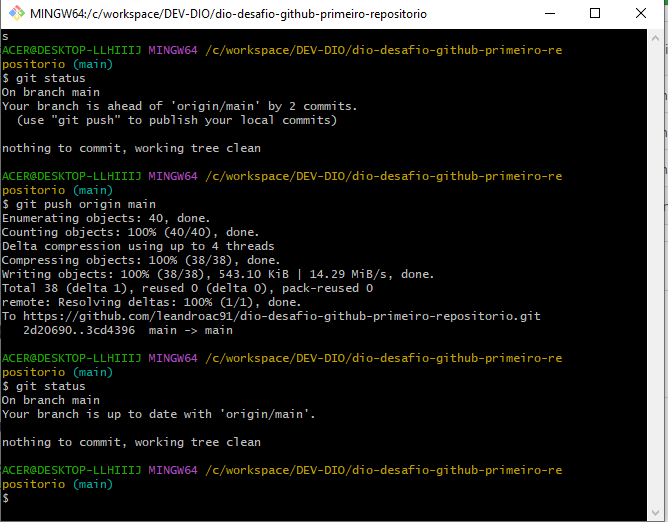 MINGW64:/c/workspace/DEV-DIO/dio-desafio-github-primeiro-repositorio
s
ACER@DESKTOP-LLHIIIJ MINGW64 /c/workspace/DEV-DIO/dio-desafio-github-primeiro-re
positorio (main)
$ git status
On branch main
Your branch is ahead of 'origin/main' by 2 commits.
  (use "git push" to publish your local commits)

nothing to commit, working tree clean

ACER@DESKTOP-LLHIIIJ MINGW64 /c/workspace/DEV-DIO/dio-desafio-github-primeiro-re
positorio (main)
$ git push origin main
Enumerating objects: 40, done.
Counting objects: 100% (40/40), done.
Delta compression using up to 4 threads
Compressing objects: 100% (38/38), done.
Writing objects: 100% (38/38), 543.10 KiB | 14.29 MiB/s, done.
Total 38 (delta 1), reused 0 (delta 0), pack-reused 0
remote: Resolving deltas: 100% (1/1), done.
To https://github.com/leandroac91/dio-desafio-github-primeiro-repositorio.git
   2d20690..3cd4396  main -> main

ACER@DESKTOP-LLHIIIJ MINGW64 /c/workspace/DEV-DIO/dio-desafio-github-primeiro-re
positorio (main)
$ git status
On branch main
Your branch is up to date with 'origin/main'.

nothing to commit, working tree clean

ACER@DESKTOP-LLHIIIJ MINGW64 /c/workspace/DEV-DIO/dio-desafio-github-primeiro-re
positorio (main)
$